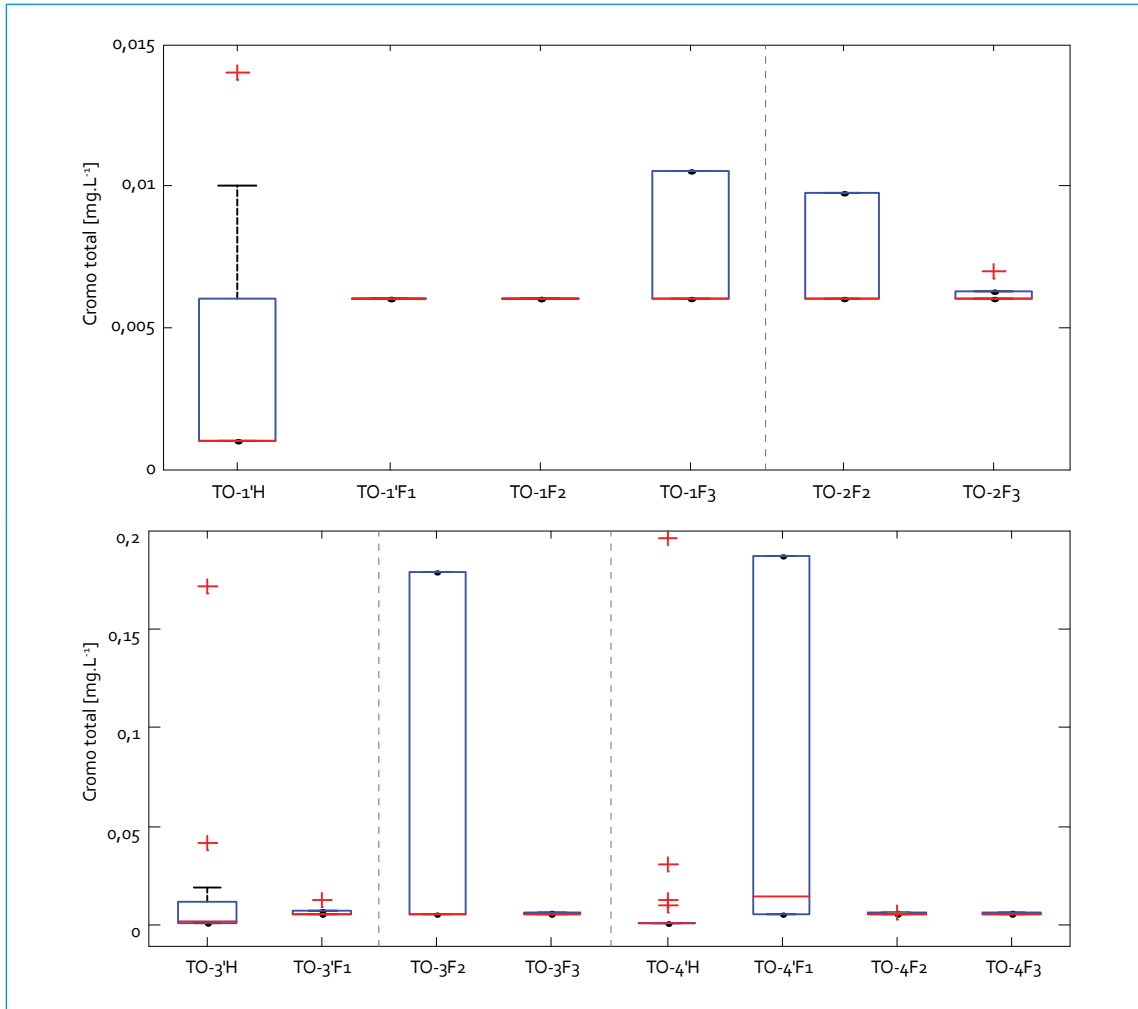 Cromo total [mg.L⁻¹]
0,015
0,01
0,005
0
TO-1'H TO-1'F1 TO-1F2 TO-1F3 TO-2F2 TO-2F3
Cromo total [mg.L⁻¹]
0,2
0,15
0,1
0,05
0
TO-3'H TO-3'F1 TO-3F2 TO-3F3 TO-4'H TO-4'F1 TO-4F2 TO-4F3